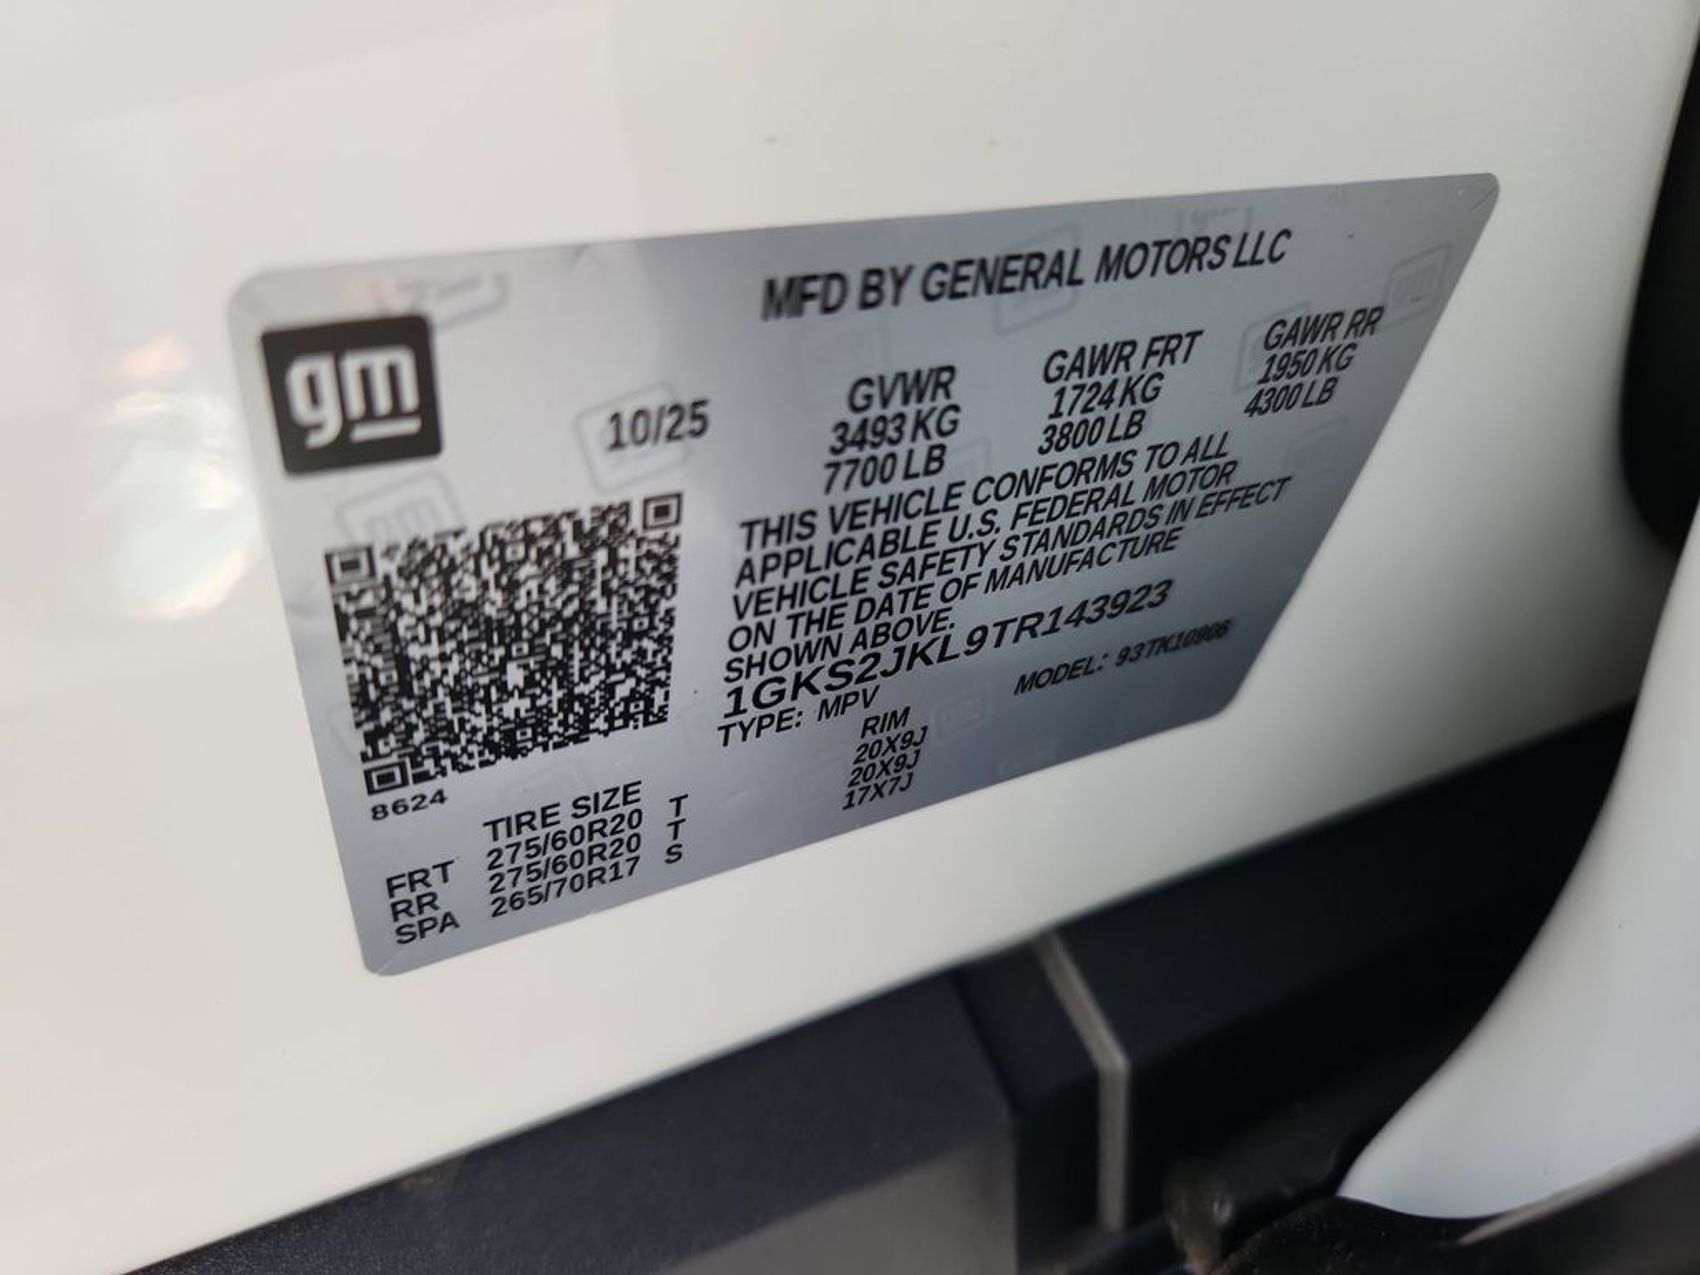 gm
MFD BY GENERAL MOTORS LLC
10/25
GVWR GAWR FRT GAWR RR
3493 KG 1724 KG 1950 KG
7700 LB 3800 LB 4300 LB
THIS VEHICLE CONFORMS TO ALL
APPLICABLE U.S. FEDERAL MOTOR
VEHICLE SAFETY STANDARDS IN EFFECT
ON THE DATE OF MANUFACTURE
SHOWN ABOVE.
1GKS2JKL9TR143923
TYPE: MPV MODEL: 93TK10906
8624
TIRE SIZE RIM
FRT 275/60R20 T 20X9J
RR 275/60R20 T 20X9J
SPA 265/70R17 S 17X7J